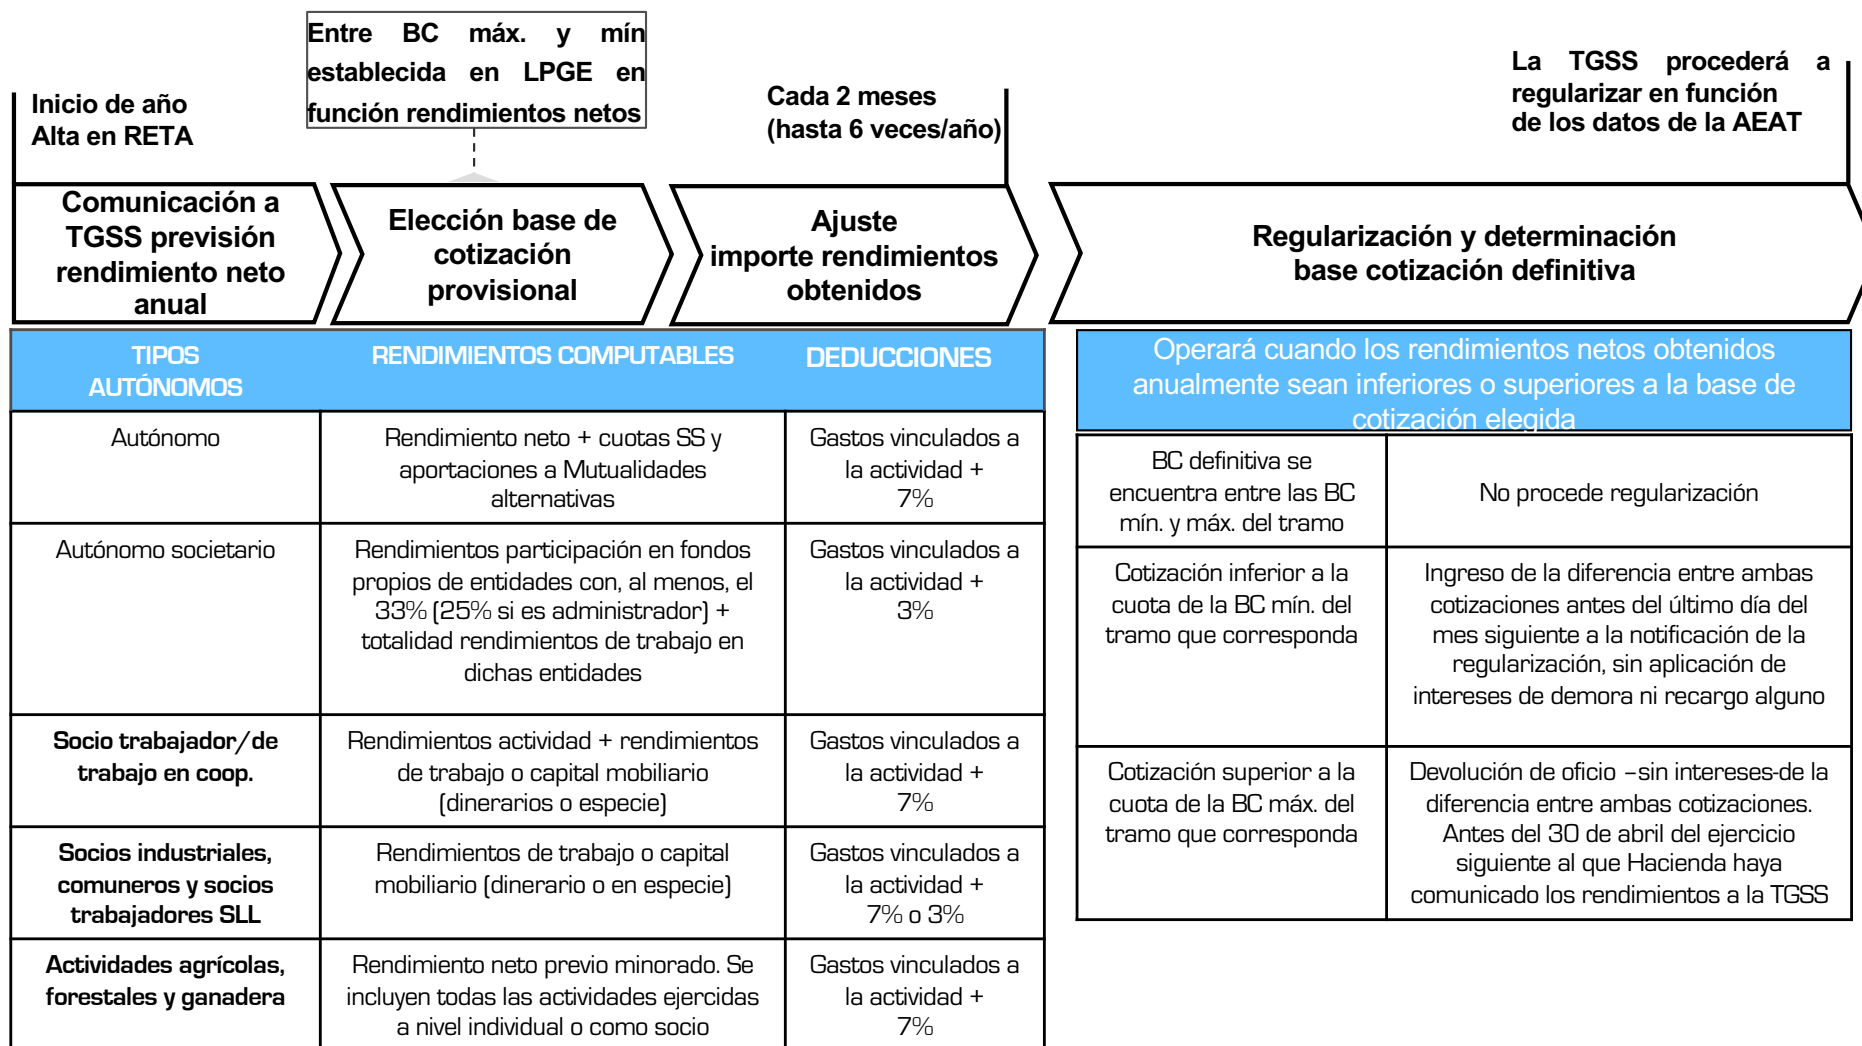 Entre BC máx. y mín
establecida en LPGE en
función rendimientos netos
Inicio de año
Alta en RETA
Cada 2 meses
(hasta 6 veces/año)
La TGSS procederá a
regularizar en función
de los datos de la AEAT
Comunicación a
TGSS previsión
rendimiento neto
anual
Elección base de
cotización
provisional
Ajuste
importe rendimientos
obtenidos
Regularización y determinación
base cotización definitiva
TIPOS
AUTÓNOMOS
RENDIMIENTOS COMPUTABLES
DEDUCCIONES
Autónomo
Rendimiento neto + cuotas SS y
aportaciones a Mutualidades
alternativas
Gastos vinculados a
la actividad +
7%
Autónomo societario
Rendimientos participación en fondos
propios de entidades con, al menos, el
33% (25% si es administrador) +
totalidad rendimientos de trabajo en
dichas entidades
Gastos vinculados a
la actividad +
3%
Socio trabajador/de
trabajo en coop.
Rendimientos actividad + rendimientos
de trabajo o capital mobiliario
(dinerarios o especie)
Gastos vinculados a
la actividad +
7%
Socios industriales,
comuneros y socios
trabajadores SLL
Rendimientos de trabajo o capital
mobiliario (dinerario o en especie)
Gastos vinculados a
la actividad +
7% o 3%
Actividades agrícolas,
forestales y ganadera
Rendimiento neto previo minorado. Se
incluyen todas las actividades ejercidas
a nivel individual o como socio
Gastos vinculados a
la actividad +
7%
Operará cuando los rendimientos netos obtenidos
anualmente sean inferiores o superiores a la base de
cotización elegida
BC definitiva se
encuentra entre las BC
mín. y máx. del tramo
No procede regularización
Cotización inferior a la
cuota de la BC mín. del
tramo que corresponda
Ingreso de la diferencia entre ambas
cotizaciones antes del último día del
mes siguiente a la notificación de la
regularización, sin aplicación de
intereses de demora ni recargo alguno
Cotización superior a la
cuota de la BC máx. del
tramo que corresponda
Devolución de oficio –sin intereses-de la
diferencia entre ambas cotizaciones.
Antes del 30 de abril del ejercicio
siguiente al que Hacienda haya
comunicado los rendimientos a la TGSS